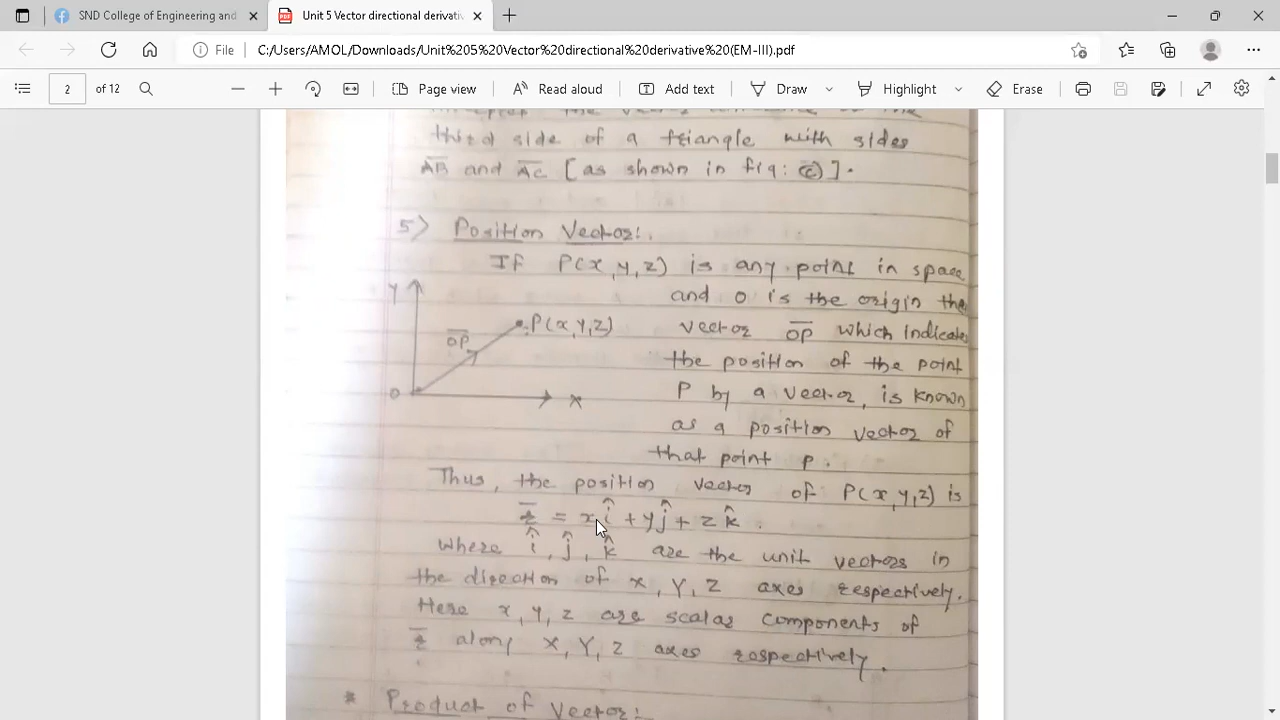 SND College of Engineering and
Unit 5 Vector directional derivativ
File
C:/Users/AMOL/Downloads/Unit%205%20Vector%20directional%20derivative%20(EM-III).pdf
2 of 12
Page view
Read aloud
Add text
Draw
Highlight
Erase
the vector
third side of a triangle with sides
AB and AC [as shown in fig: (c)].
5) Position Vector:.
If P(x,y,z) is any point in space
and O is the origin the
vector OP which indicates
the position of the point
P by a vector, is known
as a position vector of
that point P.
Y
OP
P(x,y,z)
O
X
Thus, the position vector of P(x,y,z) is
r̄ = xî + yĵ + zk̂.
Where î, ĵ, k̂ are the unit vectors in
the direction of X, Y, Z axes respectively.
Here x, y, z are scalar components of
r̄ along X, Y, Z axes respectively.
* Product of Vector: